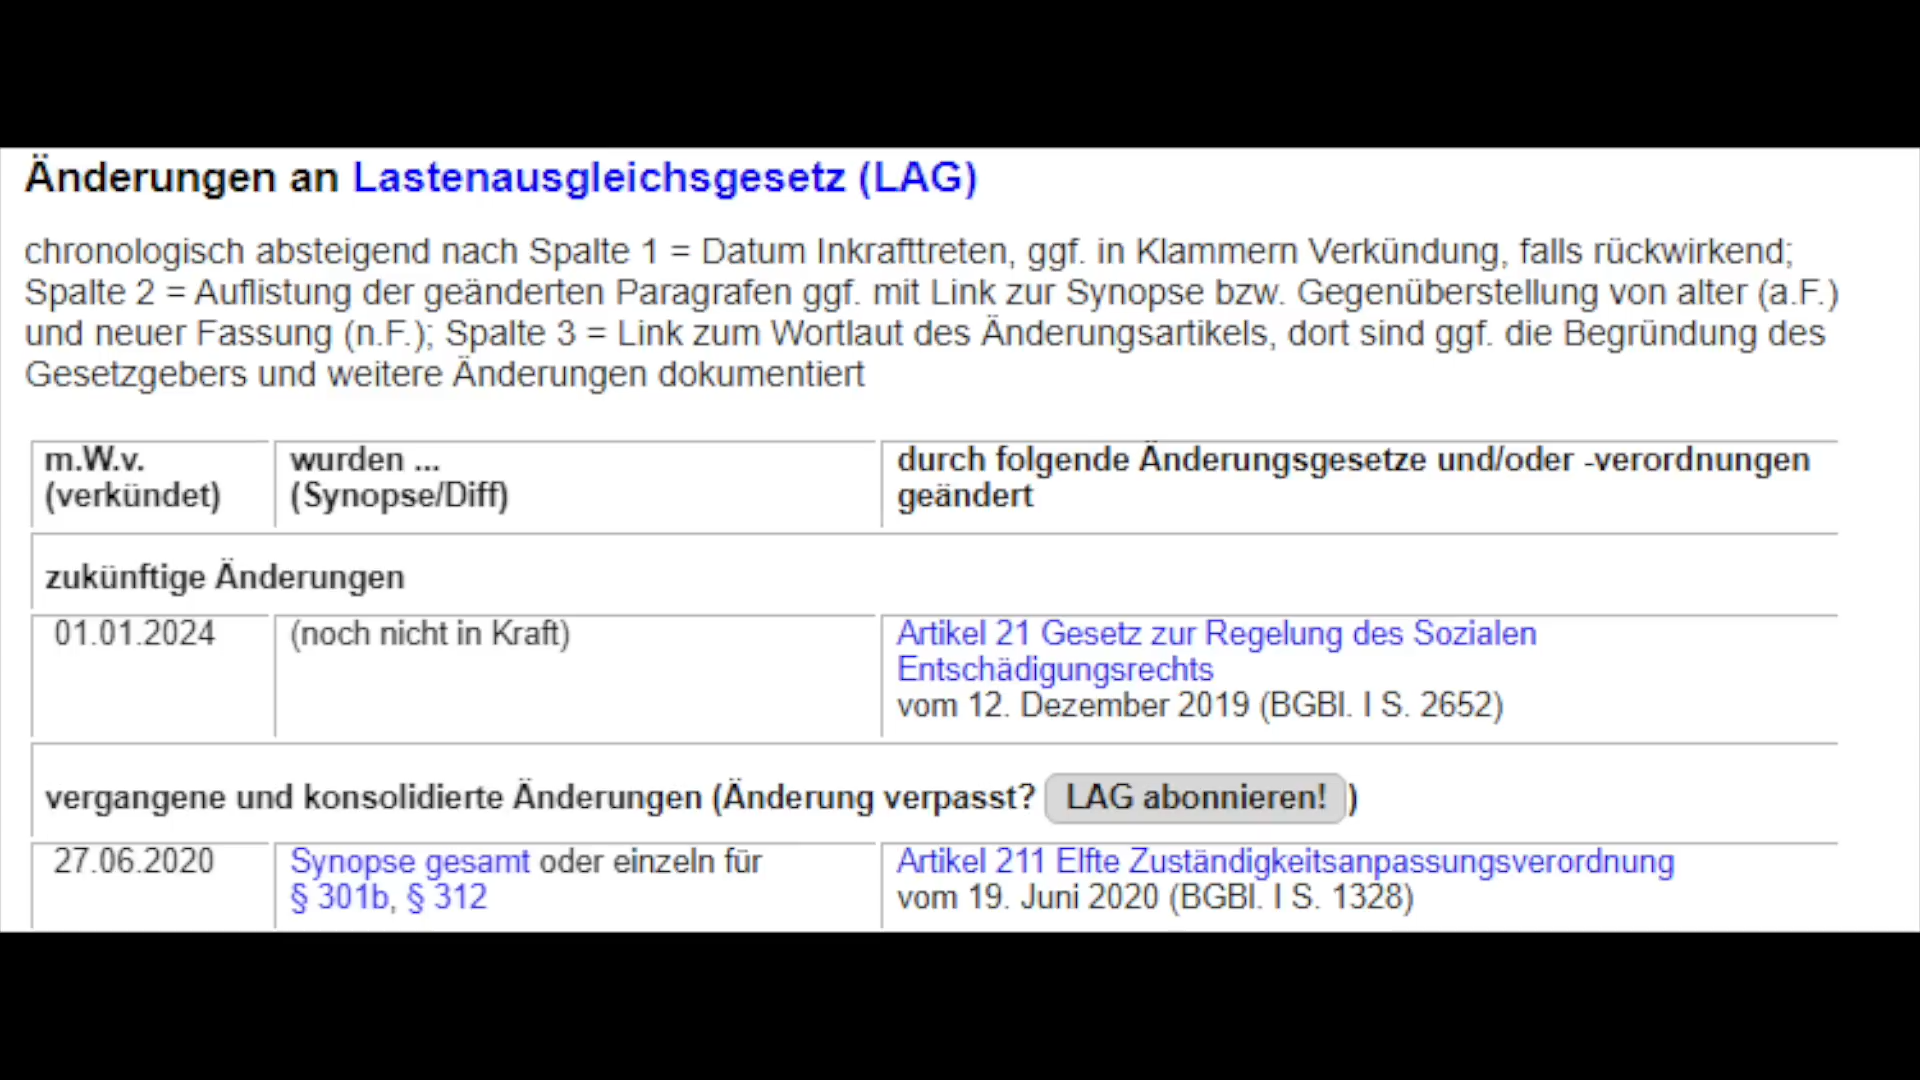 Änderungen an Lastenausgleichsgesetz (LAG)
chronologisch absteigend nach Spalte 1 = Datum Inkrafttreten, ggf. in Klammern Verkündung, falls rückwirkend;
Spalte 2 = Auflistung der geänderten Paragrafen ggf. mit Link zur Synopse bzw. Gegenüberstellung von alter (a.F.)
und neuer Fassung (n.F.); Spalte 3 = Link zum Wortlaut des Änderungsartikels, dort sind ggf. die Begründung des
Gesetzgebers und weitere Änderungen dokumentiert
m.W.v.
(verkündet)
wurden ...
(Synopse/Diff)
durch folgende Änderungsgesetze und/oder -verordnungen
geändert
zukünftige Änderungen
01.01.2024
(noch nicht in Kraft)
Artikel 21 Gesetz zur Regelung des Sozialen
Entschädigungsrechts
vom 12. Dezember 2019 (BGBl. I S. 2652)
vergangene und konsolidierte Änderungen (Änderung verpasst? LAG abonnieren! )
27.06.2020
Synopse gesamt oder einzeln für
§ 301b, § 312
Artikel 211 Elfte Zuständigkeitsanpassungsverordnung
vom 19. Juni 2020 (BGBl. I S. 1328)